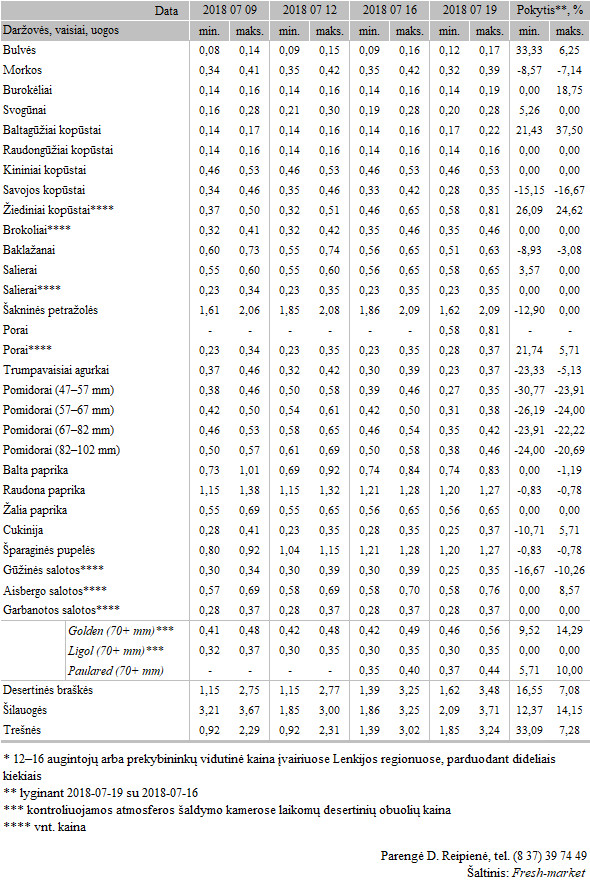 Data 2018 07 09 2018 07 12 2018 07 16 2018 07 19 Pokytis**, %
Daržovės, vaisiai, uogos min. maks. min. maks. min. maks. min. maks. min. maks.
Bulvės 0,08 0,14 0,09 0,15 0,09 0,16 0,12 0,17 33,33 6,25
Morkos 0,34 0,41 0,35 0,42 0,35 0,42 0,32 0,39 -8,57 -7,14
Burokėliai 0,14 0,16 0,14 0,16 0,14 0,16 0,14 0,19 0,00 18,75
Svogūnai 0,16 0,28 0,21 0,30 0,19 0,28 0,20 0,28 5,26 0,00
Baltagūžiai kopūstai 0,14 0,17 0,14 0,16 0,14 0,16 0,17 0,22 21,43 37,50
Raudongūžiai kopūstai 0,14 0,16 0,14 0,16 0,14 0,16 0,14 0,16 0,00 0,00
Kininiai kopūstai 0,46 0,53 0,46 0,53 0,46 0,53 0,46 0,53 0,00 0,00
Savojos kopūstai 0,34 0,46 0,35 0,46 0,33 0,42 0,28 0,35 -15,15 -16,67
Žiediniai kopūstai**** 0,37 0,50 0,32 0,51 0,46 0,65 0,58 0,81 26,09 24,62
Brokoliai**** 0,32 0,41 0,32 0,42 0,35 0,46 0,35 0,46 0,00 0,00
Baklažanai 0,60 0,73 0,55 0,74 0,56 0,65 0,51 0,63 -8,93 -3,08
Salierai 0,55 0,60 0,55 0,60 0,56 0,65 0,58 0,65 3,57 0,00
Salierai**** 0,23 0,34 0,23 0,35 0,23 0,35 0,23 0,35 0,00 0,00
Šakninės petražolės 1,61 2,06 1,85 2,08 1,86 2,09 1,62 2,09 -12,90 0,00
Porai - - - - - - 0,58 0,81 - -
Porai**** 0,23 0,34 0,23 0,35 0,23 0,35 0,28 0,37 21,74 5,71
Trumpavaisiai agurkai 0,37 0,46 0,32 0,42 0,30 0,39 0,23 0,37 -23,33 -5,13
Pomidorai (47–57 mm) 0,38 0,46 0,50 0,58 0,39 0,46 0,27 0,35 -30,77 -23,91
Pomidorai (57–67 mm) 0,42 0,50 0,54 0,61 0,42 0,50 0,31 0,38 -26,19 -24,00
Pomidorai (67–82 mm) 0,46 0,53 0,58 0,65 0,46 0,54 0,35 0,42 -23,91 -22,22
Pomidorai (82–102 mm) 0,50 0,57 0,61 0,69 0,50 0,58 0,38 0,46 -24,00 -20,69
Balta paprika 0,73 1,01 0,69 0,92 0,74 0,84 0,74 0,83 0,00 -1,19
Raudona paprika 1,15 1,38 1,15 1,32 1,21 1,28 1,20 1,27 -0,83 -0,78
Žalia paprika 0,55 0,69 0,55 0,65 0,56 0,65 0,56 0,65 0,00 0,00
Cukinija 0,28 0,41 0,23 0,35 0,28 0,35 0,25 0,37 -10,71 5,71
Šparaginės pupelės 0,80 0,92 1,04 1,15 1,21 1,28 1,20 1,27 -0,83 -0,78
Gūžinės salotos**** 0,30 0,34 0,30 0,39 0,30 0,39 0,25 0,35 -16,67 -10,26
Aisbergo salotos**** 0,57 0,69 0,58 0,69 0,58 0,70 0,58 0,76 0,00 8,57
Garbanotos salotos**** 0,28 0,37 0,28 0,37 0,28 0,37 0,28 0,37 0,00 0,00
Golden (70+ mm)*** 0,41 0,48 0,42 0,48 0,42 0,49 0,46 0,56 9,52 14,29
Ligol (70+ mm)*** 0,32 0,37 0,30 0,35 0,30 0,35 0,30 0,35 0,00 0,00
Paulared (70+ mm) - - - - 0,35 0,40 0,37 0,44 5,71 10,00
Desertinės braškės 1,15 2,75 1,15 2,77 1,39 3,25 1,62 3,48 16,55 7,08
Šilauogės 3,21 3,67 1,85 3,00 1,86 3,25 2,09 3,71 12,37 14,15
Trešnės 0,92 2,29 0,92 2,31 1,39 3,02 1,85 3,24 33,09 7,28
* 12–16 augintojų arba prekybininkų vidutinė kaina įvairiuose Lenkijos regionuose, parduodant dideliais
kiekiais
** lyginant 2018-07-19 su 2018-07-16
*** kontroliuojamos atmosferos šaldymo kamerose laikomų desertinių obuolių kaina
**** vnt. kaina
Parengė D. Reipienė, tel. (8 37) 39 74 49
Šaltinis: Fresh-market